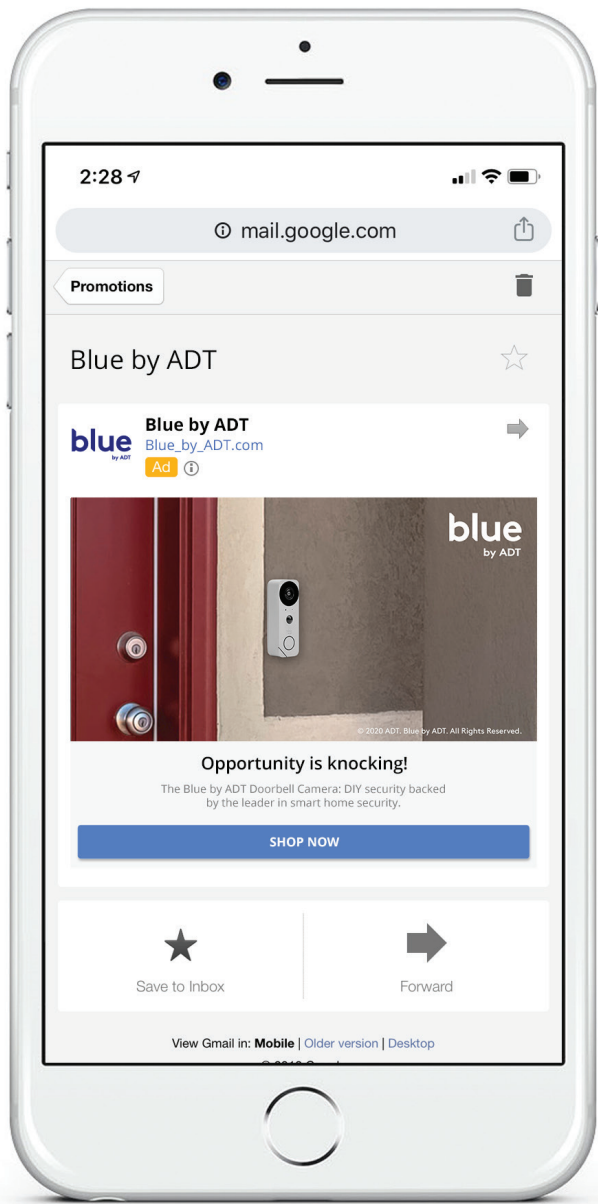 2:28
mail.google.com
Promotions
Blue by ADT
blue
by ADT
Blue by ADT
Blue_by_ADT.com
Ad
blue
by ADT
© 2020 ADT. Blue by ADT. All Rights Reserved.
Opportunity is knocking!
The Blue by ADT Doorbell Camera: DIY security backed
by the leader in smart home security.
SHOP NOW
Save to Inbox
Forward
View Gmail in: Mobile | Older version | Desktop